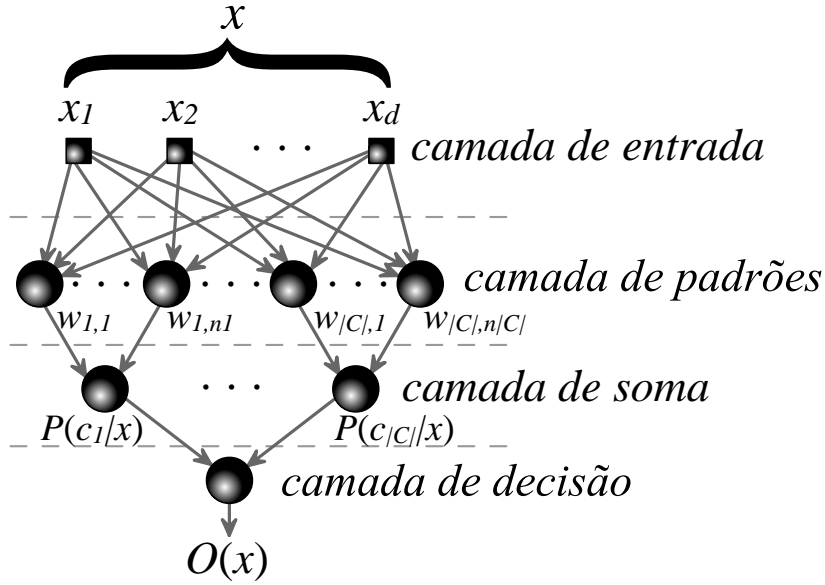 x
x1 x2 ... xd
camada de entrada
... ... ...
camada de padrões
w1,1 w1,n1 w|C|,1 w|C|,n|C|
...
camada de soma
P(c1/x) P(c|C|/x)
camada de decisão
O(x)